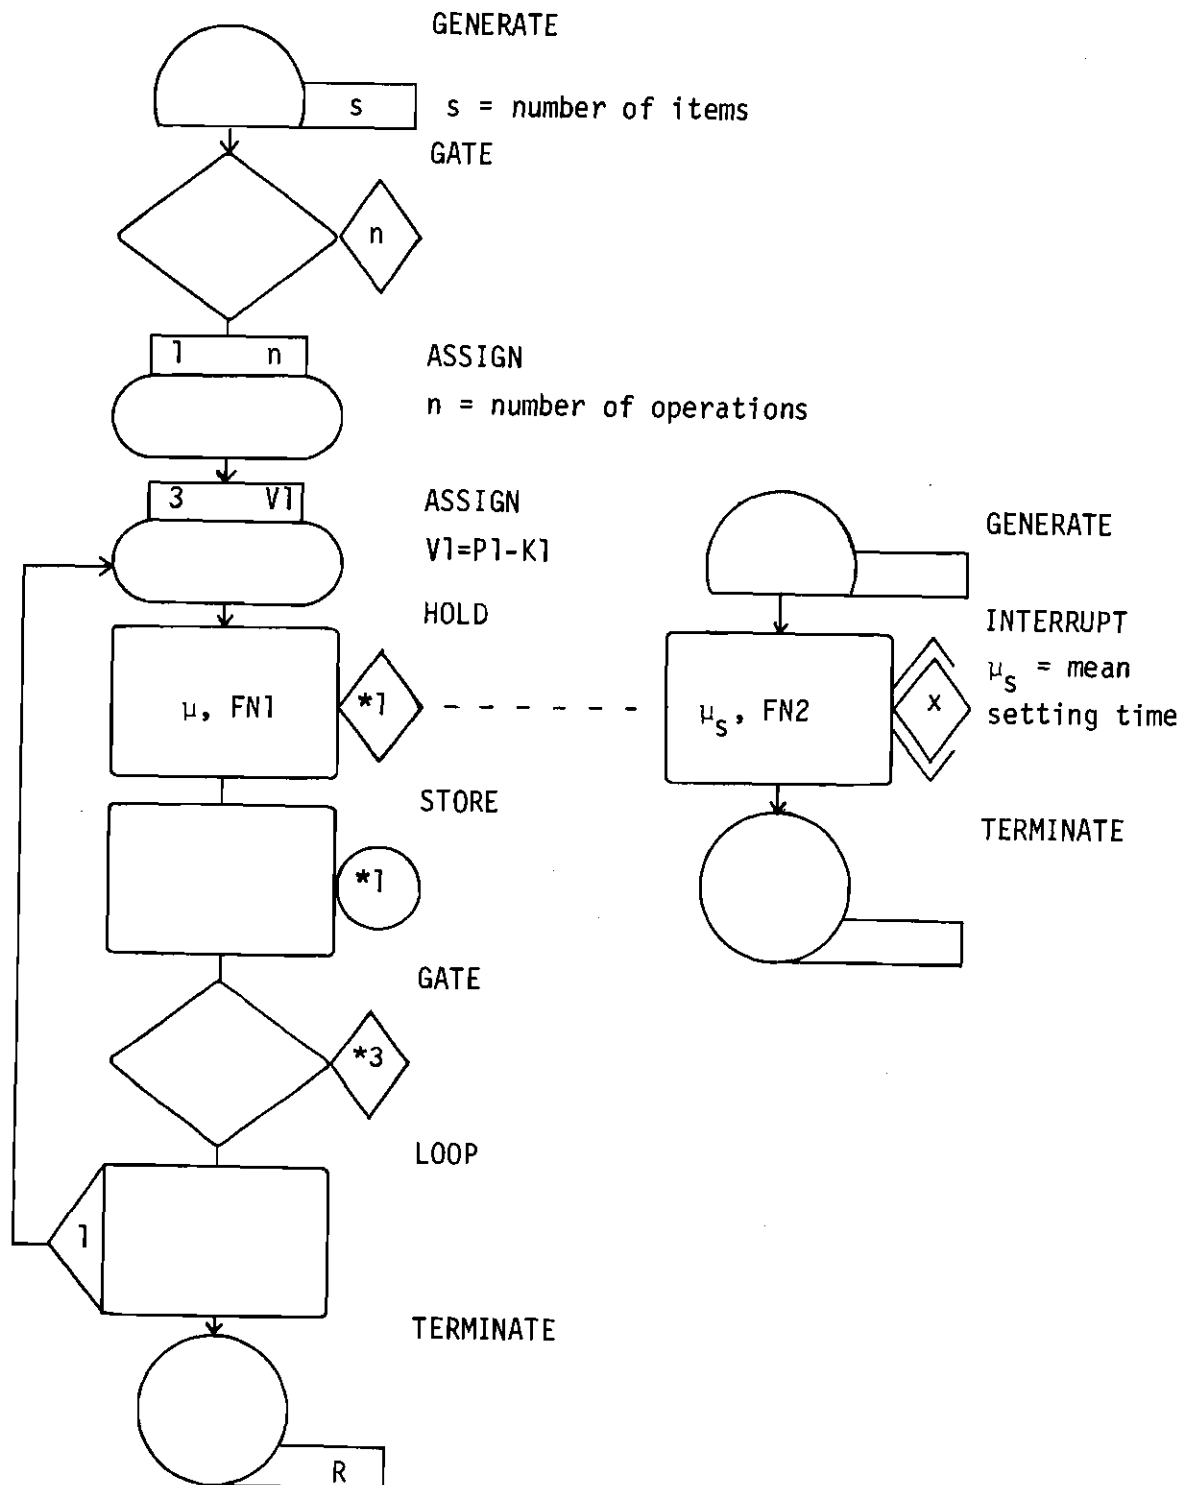 GENERATE
s
s = number of items
GATE
n
1 n
ASSIGN
n = number of operations
3 V1
ASSIGN
V1=P1-K1
HOLD
μ, FN1
*1
STORE
*1
GATE
*3
LOOP
1
TERMINATE
R
GENERATE
INTERRUPT
μs = mean
setting time
μs, FN2
x
TERMINATE